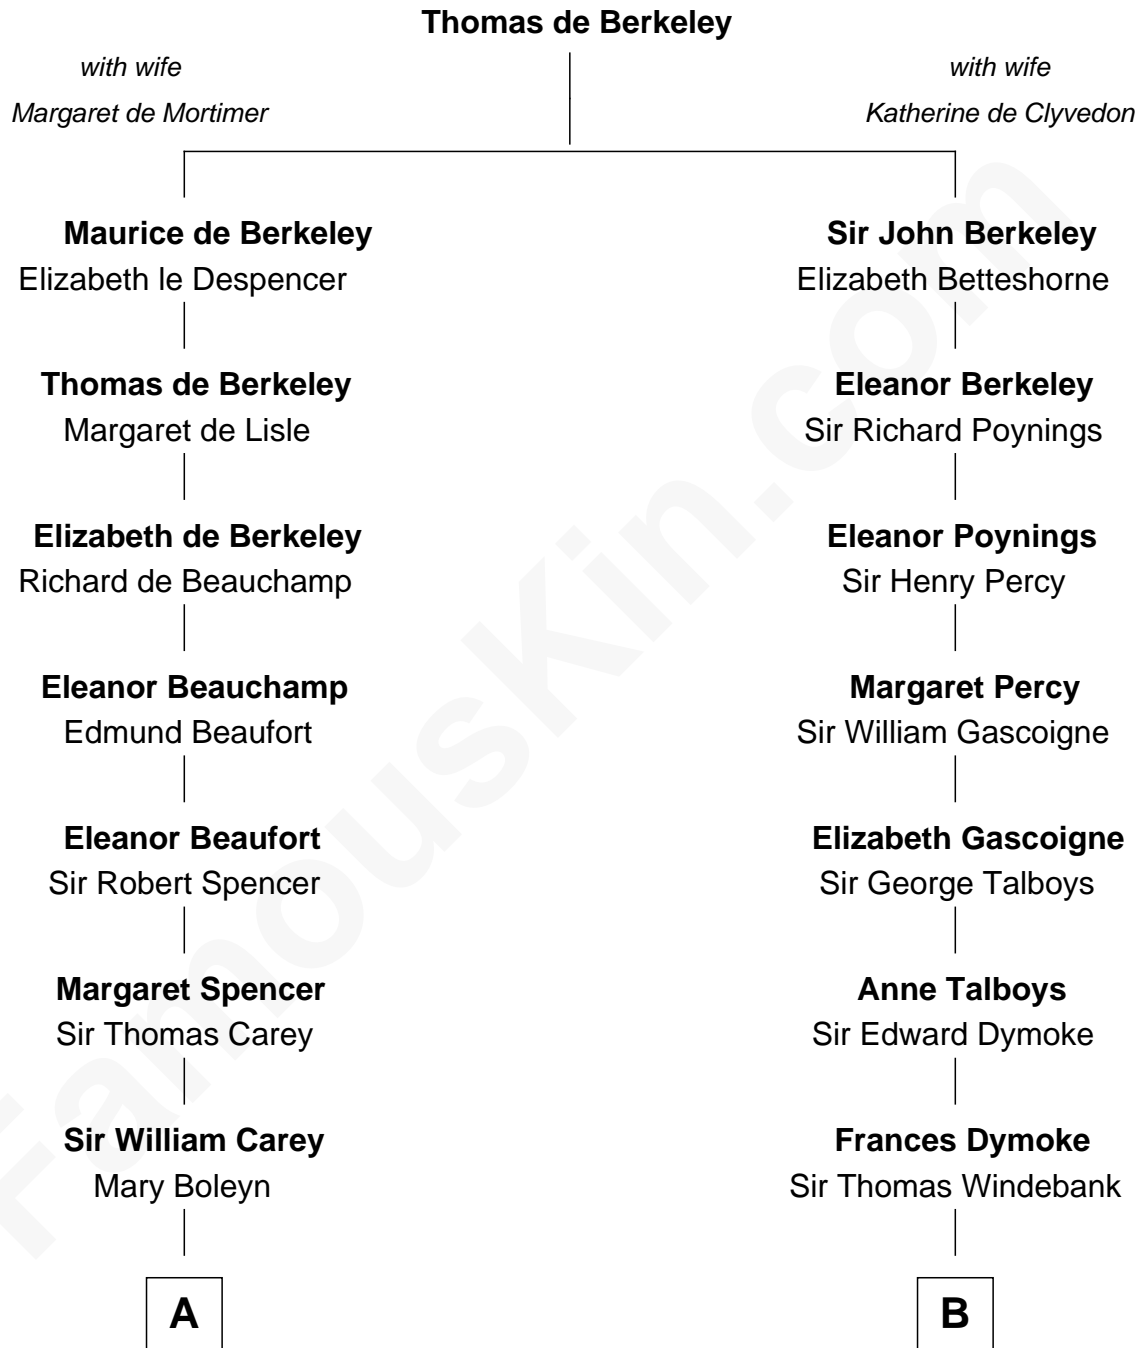 Thomas de Berkeley
with wife
Margaret de Mortimer
with wife
Katherine de Clyvedon
Maurice de Berkeley
Elizabeth le Despencer
Sir John Berkeley
Elizabeth Betteshorne
Thomas de Berkeley
Margaret de Lisle
Eleanor Berkeley
Sir Richard Poynings
Elizabeth de Berkeley
Richard de Beauchamp
Eleanor Poynings
Sir Henry Percy
Eleanor Beauchamp
Edmund Beaufort
Margaret Percy
Sir William Gascoigne
Eleanor Beaufort
Sir Robert Spencer
Elizabeth Gascoigne
Sir George Talboys
Margaret Spencer
Sir Thomas Carey
Anne Talboys
Sir Edward Dymoke
Sir William Carey
Mary Boleyn
Frances Dymoke
Sir Thomas Windebank
A
B
FamousKin.com